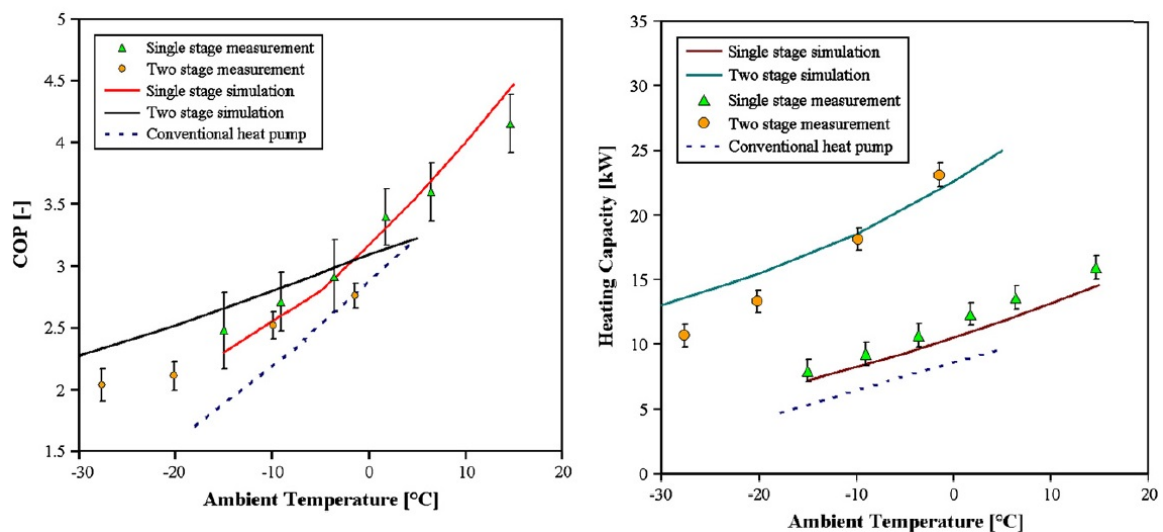 5
4.5
4
3.5
3
2.5
2
1.5
COP [-]
Single stage measurement
Two stage measurement
Single stage simulation
Two stage simulation
Conventional heat pump
-30
-20
-10
0
10
20
Ambient Temperature [°C]
35
30
25
20
15
10
5
0
Heating Capacity [kW]
Single stage simulation
Two stage simulation
Single stage measurement
Two stage measurement
Conventional heat pump
-30
-20
-10
0
10
20
Ambient Temperature [°C]